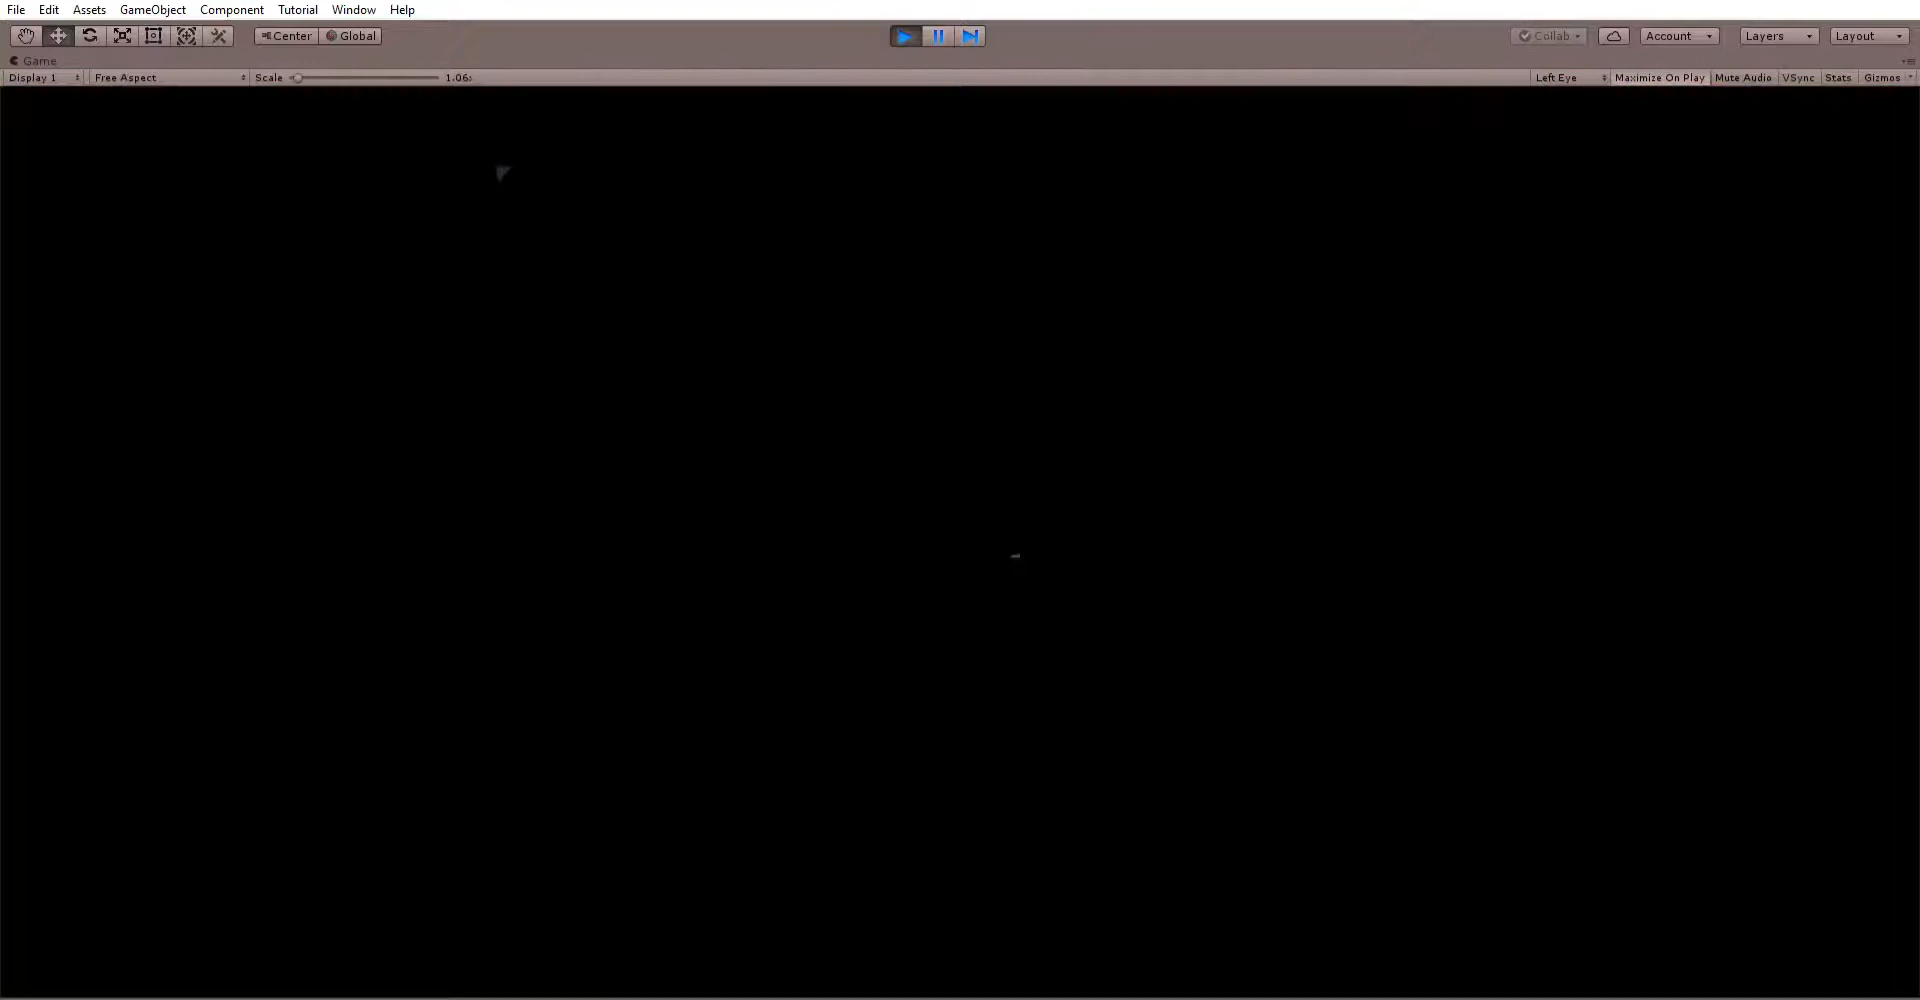 File Edit Assets GameObject Component Tutorial Window Help
Center Global Collab Account Layers Layout
Game
Display 1 Free Aspect Scale 1.06 Left Eye Maximize On Play Mute Audio VSync Stats Gizmos